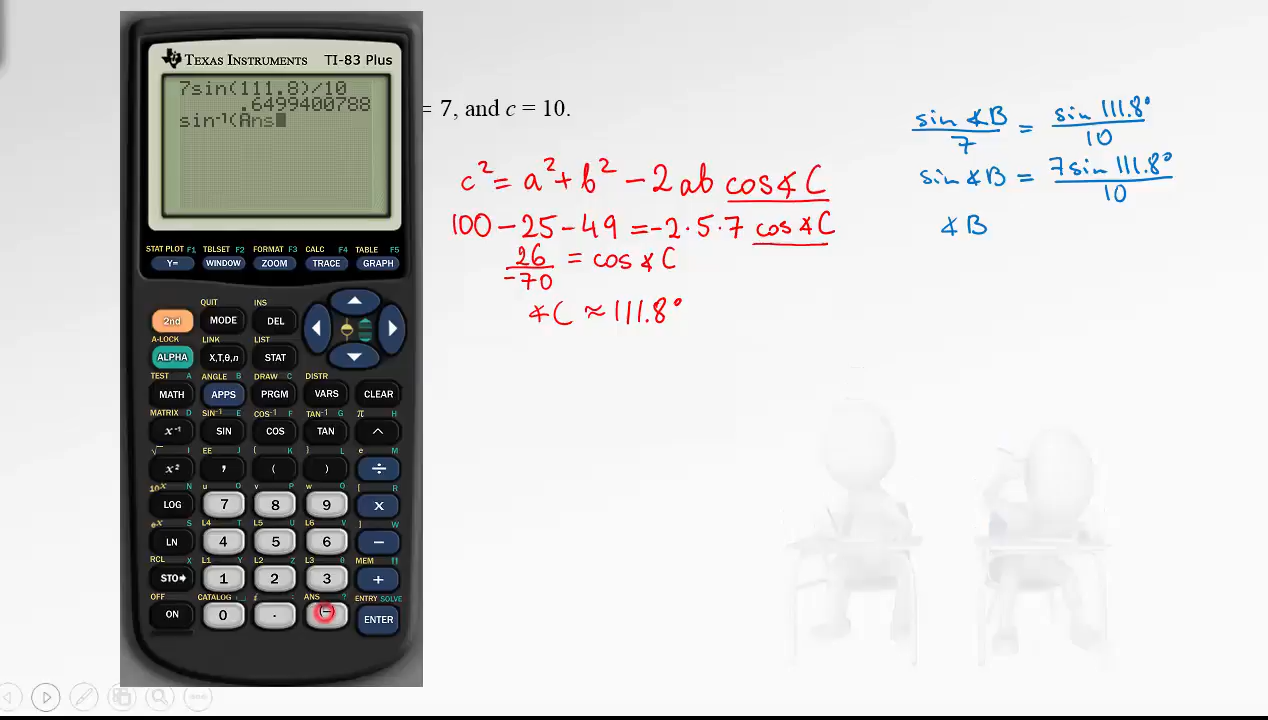 TEXAS INSTRUMENTS TI-83 Plus
7sin(111.8)/10
.6499400788
sin⁻¹(Ans
= 7, and c = 10.
c² = a² + b² − 2ab cos∢C
100 − 25 − 49 = −2·5·7 cos∢C
26/−70 = cos∢C
∢C ≈ 111.8°
sin∢B/7 = sin 111.8°/10
sin∢B = 7sin 111.8°/10
∢B
STAT PLOT F1 TBLSET F2 FORMAT F3 CALC F4 TABLE F5
Y= WINDOW ZOOM TRACE GRAPH
QUIT INS
2nd MODE DEL
A-LOCK LINK LIST
ALPHA X,T,θ,n STAT
TEST A ANGLE B DRAW C DISTR
MATH APPS PRGM VARS CLEAR
MATRIX D SIN⁻¹ E COS⁻¹ F TAN⁻¹ G π H
x⁻¹ SIN COS TAN ^
√ I EE J { K } L e M
x² , ( ) ÷
10ˣ N u O v P w Q [ R
LOG 7 8 9 x
eˣ S L4 T L5 U L6 V ] W
LN 4 5 6 −
RCL X L1 Y L2 Z L3 θ MEM "
STO➔ 1 2 3 +
OFF CATALOG ANS ? ENTRY SOLVE
ON 0 . (−) ENTER